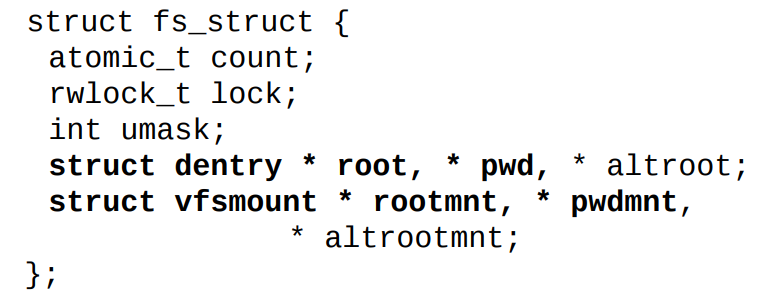 struct fs_struct {
atomic_t count;
rwlock_t lock;
int umask;
struct dentry * root, * pwd, * altroot;
struct vfsmount * rootmnt, * pwdmnt,
* altrootmnt;
};